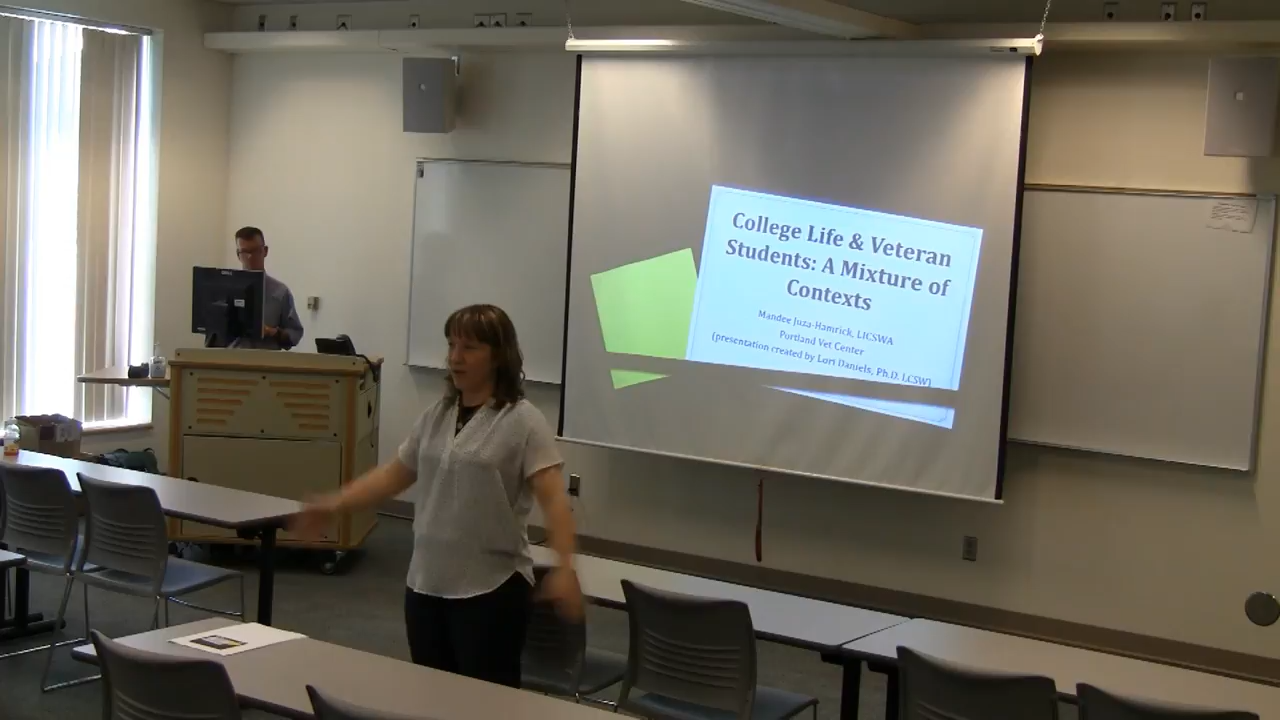 College Life & Veteran
Students: A Mixture of
Contexts
Mandee Juza-Hamrick, LICSWA
Portland Vet Center
(presentation created by Lori Daniels, Ph.D. LCSW)